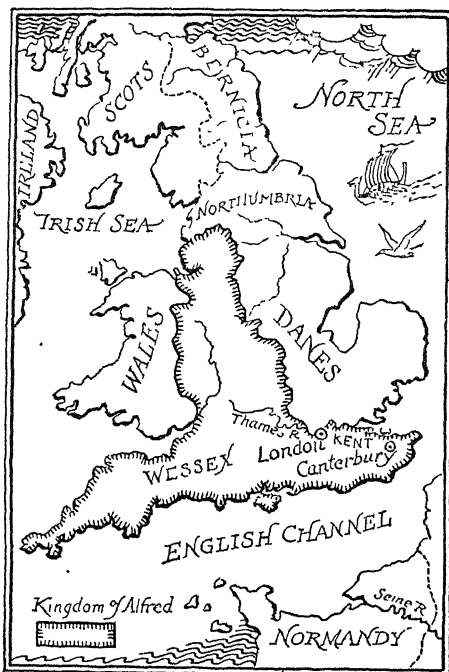 BERNICIA
SCOTS
NORTH
SEA
IRELAND
NORTHUMBRIA
IRISH SEA
DANES
WALES
Thames R.
KENT
London
WESSEX
Canterbury
ENGLISH CHANNEL
Seine R.
Kingdom of Alfred
NORMANDY